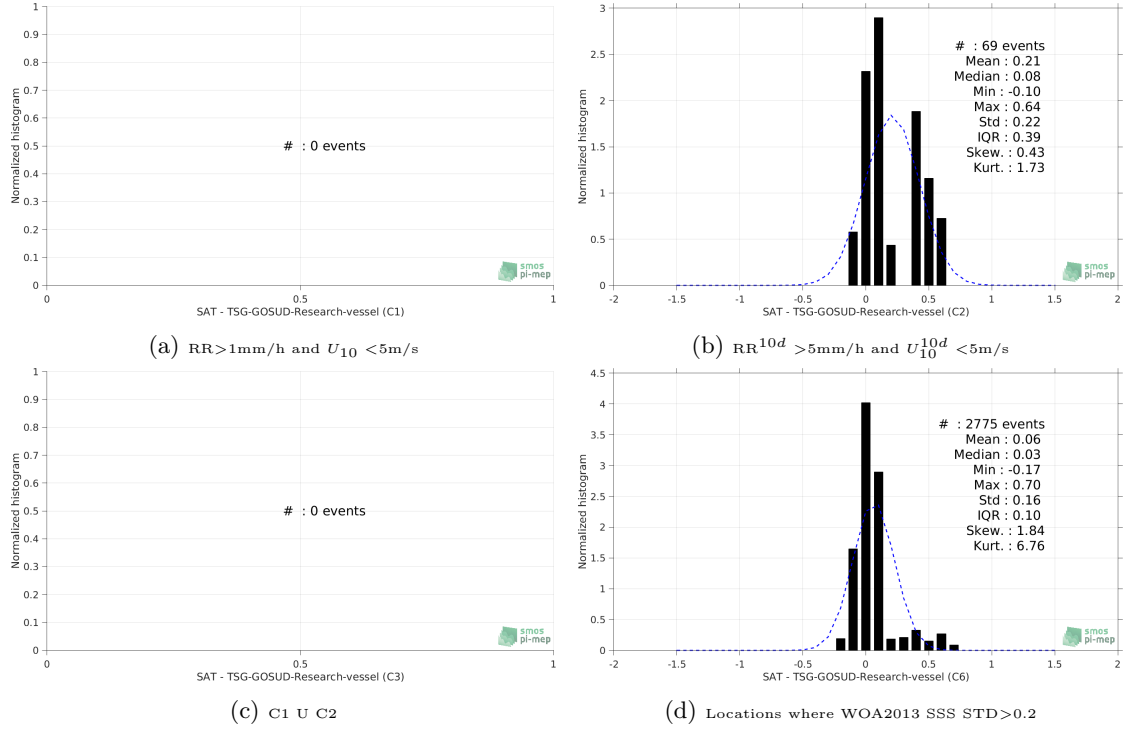 1
0.9
0.8
0.7
0.6
0.5
0.4
0.3
0.2
0.1
0
Normalized histogram
# : 0 events
smos
pi-mep
0 0.5 1
SAT - TSG-GOSUD-Research-vessel (C1)
(a) RR>1mm/h and U10 <5m/s
3
2.5
2
1.5
1
0.5
0
Normalized histogram
# : 69 events
Mean : 0.21
Median : 0.08
Min : -0.10
Max : 0.64
Std : 0.22
IQR : 0.39
Skew. : 0.43
Kurt. : 1.73
smos
pi-mep
-2 -1.5 -1 -0.5 0 0.5 1 1.5 2
SAT - TSG-GOSUD-Research-vessel (C2)
(b) RR10d >5mm/h and U10d10 <5m/s
1
0.9
0.8
0.7
0.6
0.5
0.4
0.3
0.2
0.1
0
Normalized histogram
# : 0 events
smos
pi-mep
0 0.5 1
SAT - TSG-GOSUD-Research-vessel (C3)
(c) C1 U C2
4.5
4
3.5
3
2.5
2
1.5
1
0.5
0
Normalized histogram
# : 2775 events
Mean : 0.06
Median : 0.03
Min : -0.17
Max : 0.70
Std : 0.16
IQR : 0.10
Skew. : 1.84
Kurt. : 6.76
smos
pi-mep
-2 -1.5 -1 -0.5 0 0.5 1 1.5 2
SAT - TSG-GOSUD-Research-vessel (C6)
(d) Locations where WOA2013 SSS STD>0.2